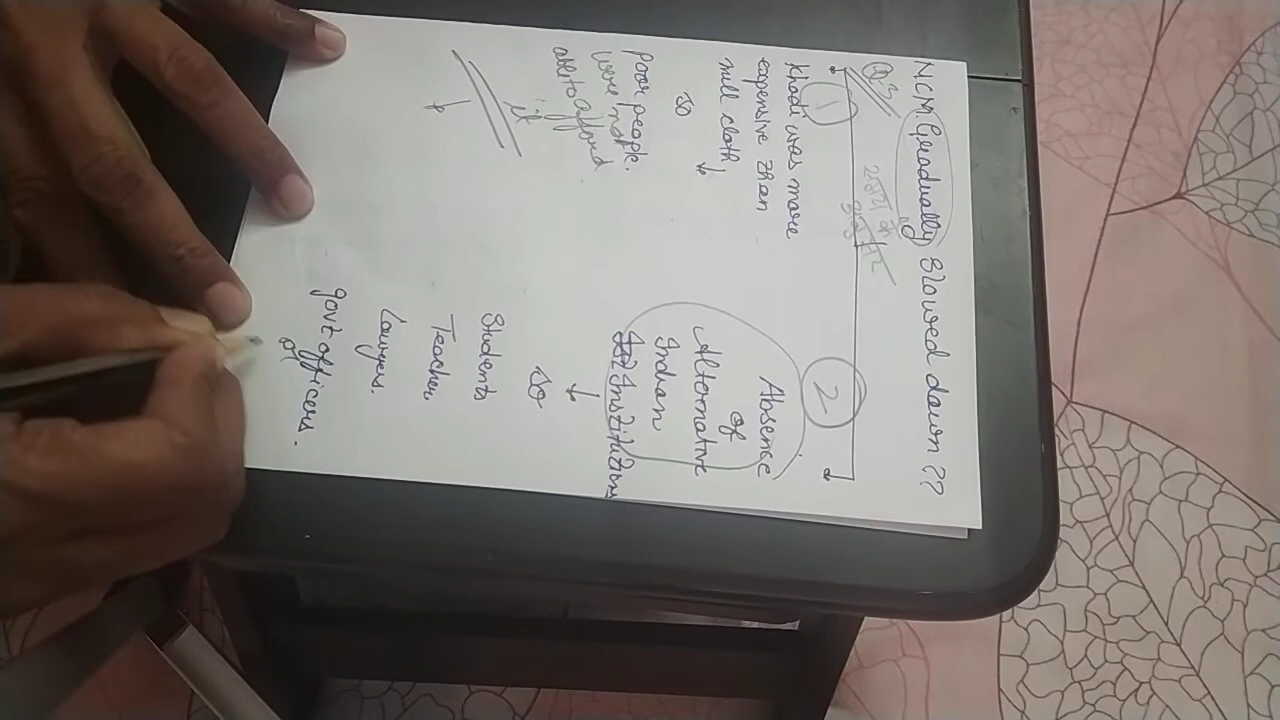 N.C.M. Gradually Slowed down ??
Q.3
1
Khadi was more
expensive than
mill cloth
so
Poor people.
were not
able to afford
it
2
Absence
of
Alternative
Indian
Institutions
so
Students
Teacher
Lawyers.
govt officers.